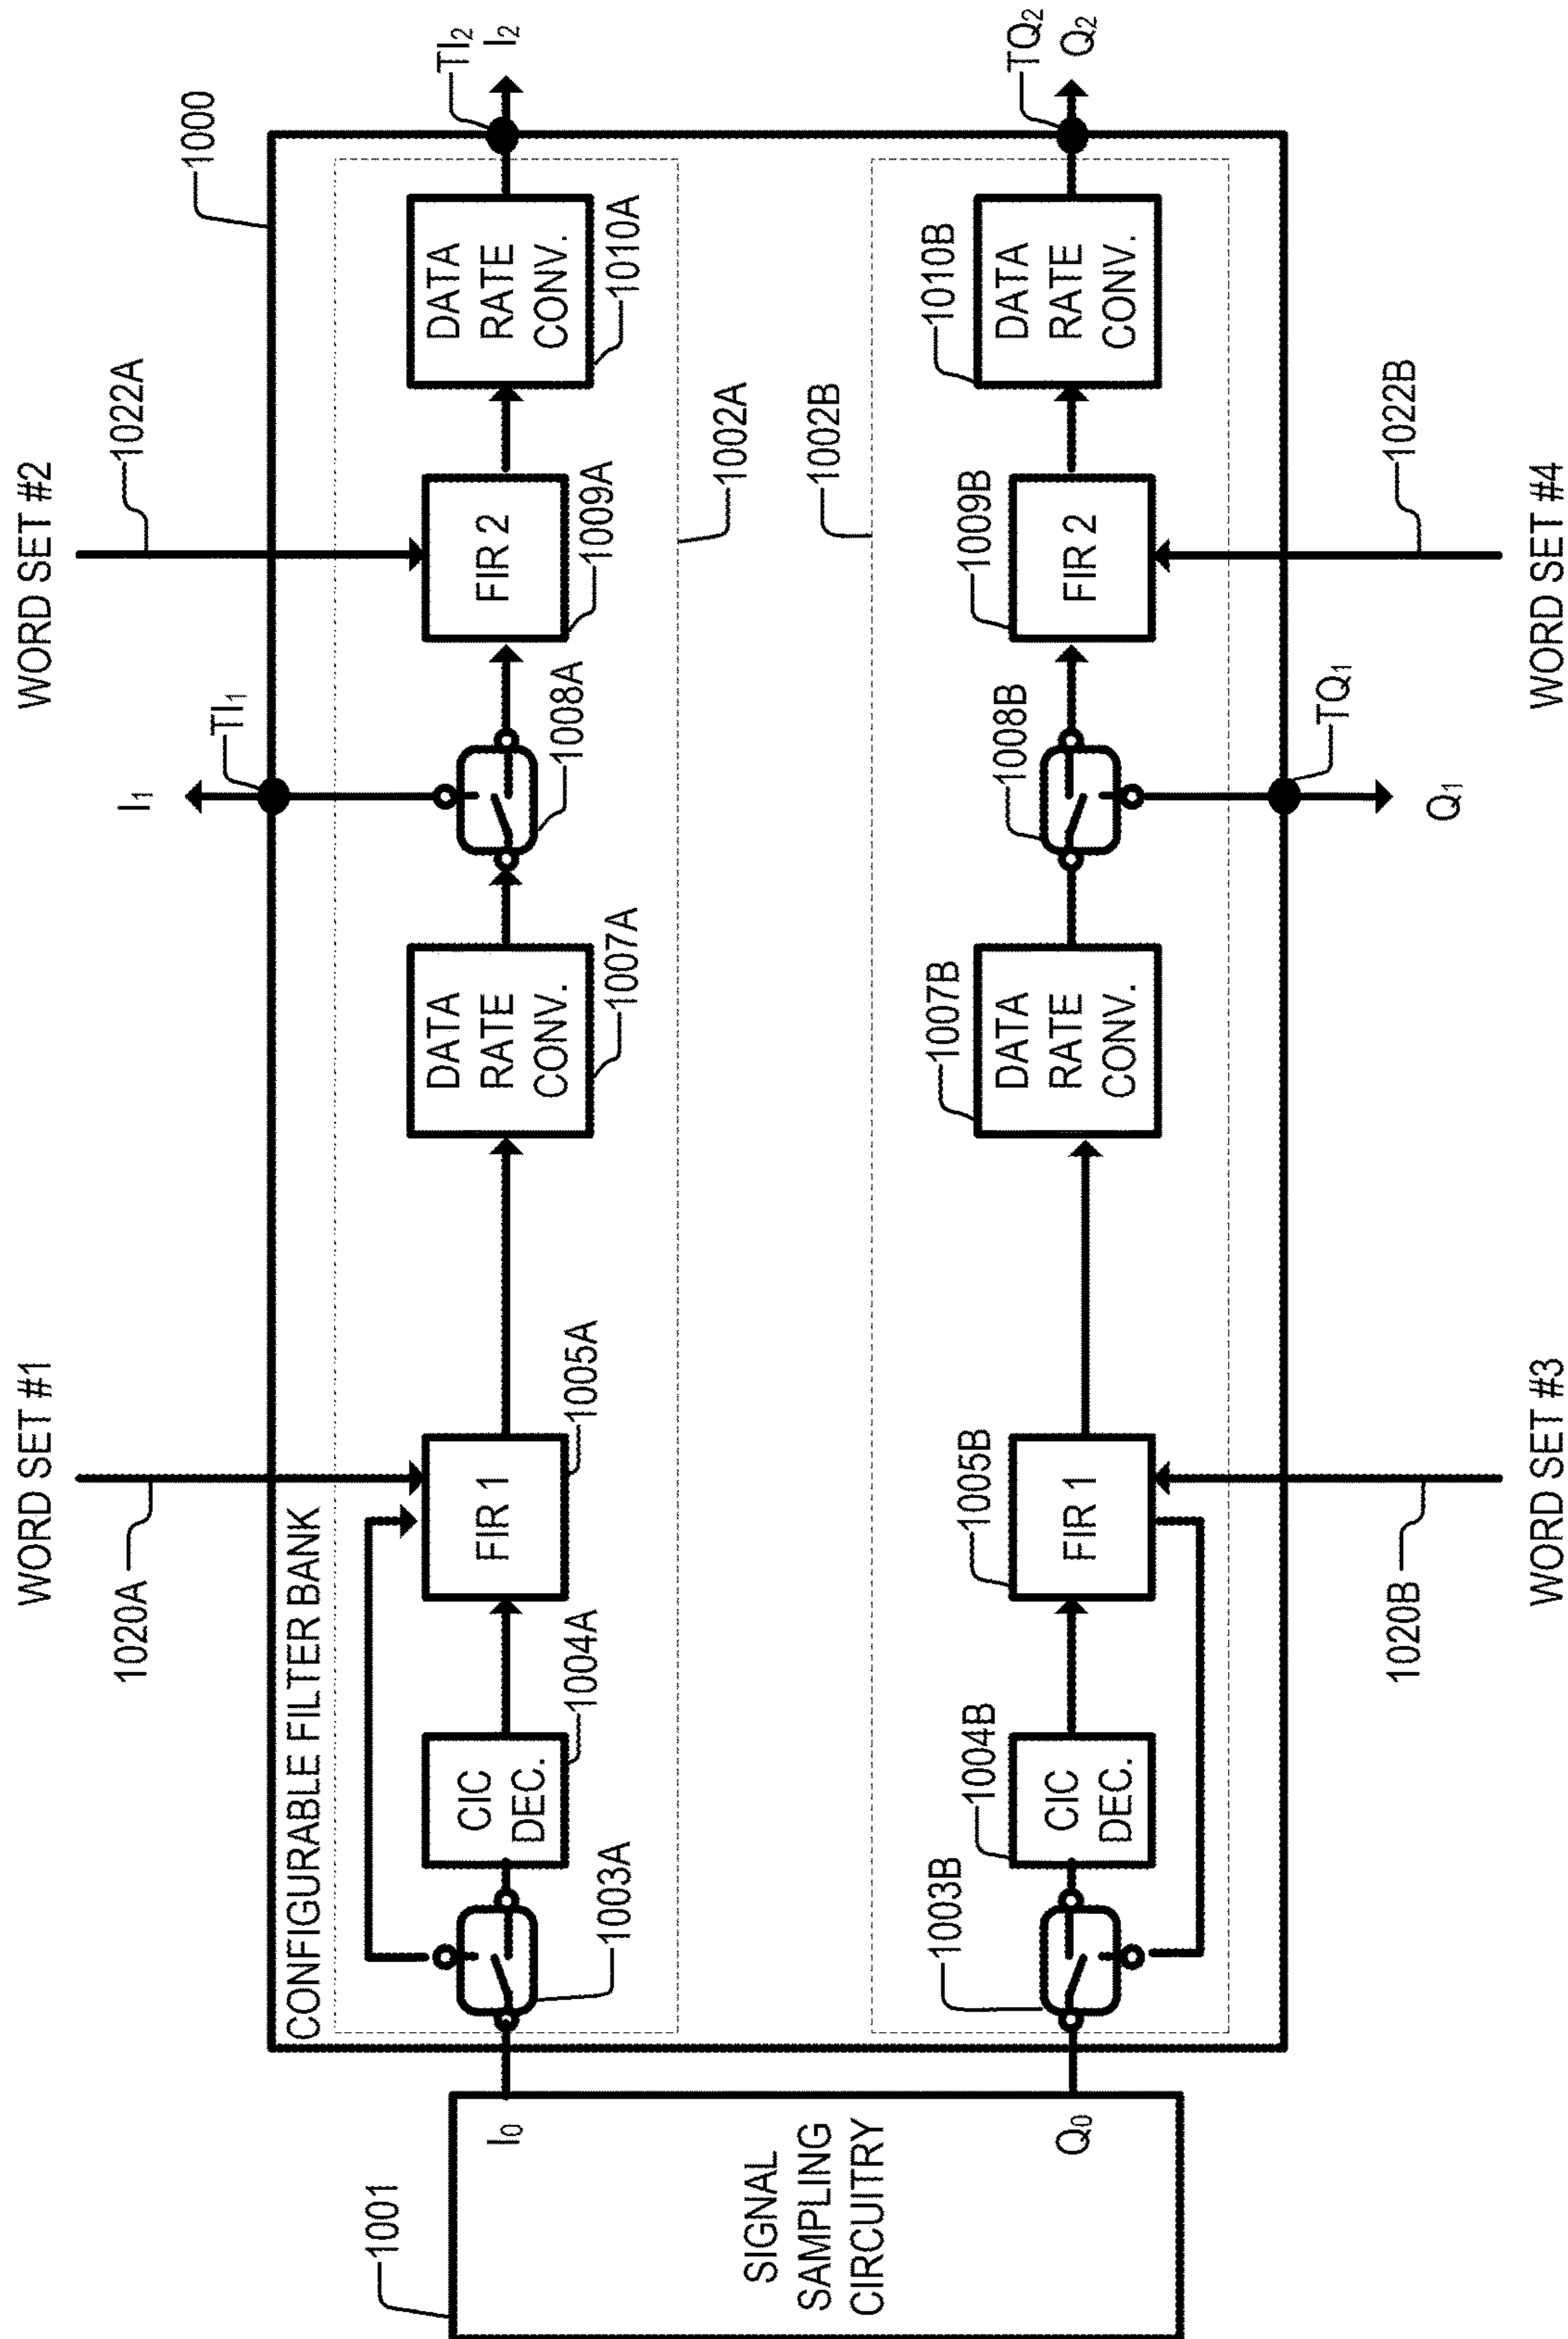 WORD SET #1
WORD SET #2
1020A
1022A
1000
I₁
TI₁
CONFIGURABLE FILTER BANK
1001
I₀
SIGNAL
SAMPLING
CIRCUITRY
Q₀
1003A
CIC
DEC.
1004A
FIR 1
1005A
DATA
RATE
CONV.
1007A
1008A
FIR 2
1009A
DATA
RATE
CONV.
1010A
TI₂
I₂
1002A
1002B
1003B
CIC
DEC.
1004B
FIR 1
1005B
DATA
RATE
CONV.
1007B
1008B
FIR 2
1009B
DATA
RATE
CONV.
1010B
TQ₂
Q₂
TQ₁
Q₁
1020B
1022B
WORD SET #3
WORD SET #4